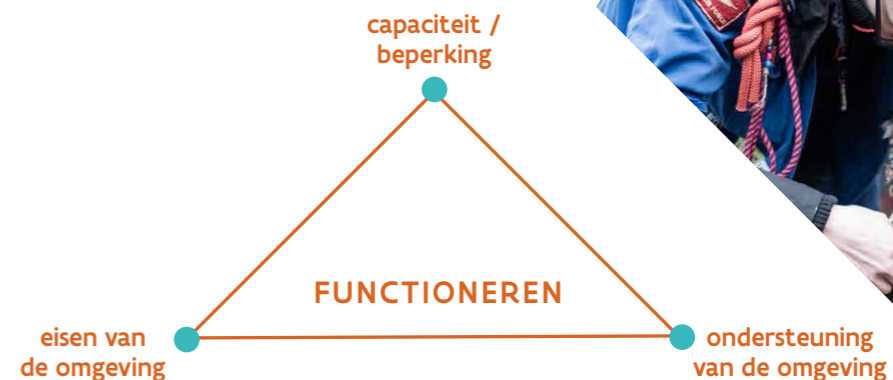 capaciteit /
beperking
FUNCTIONEREN
eisen van
de omgeving
ondersteuning
van de omgeving